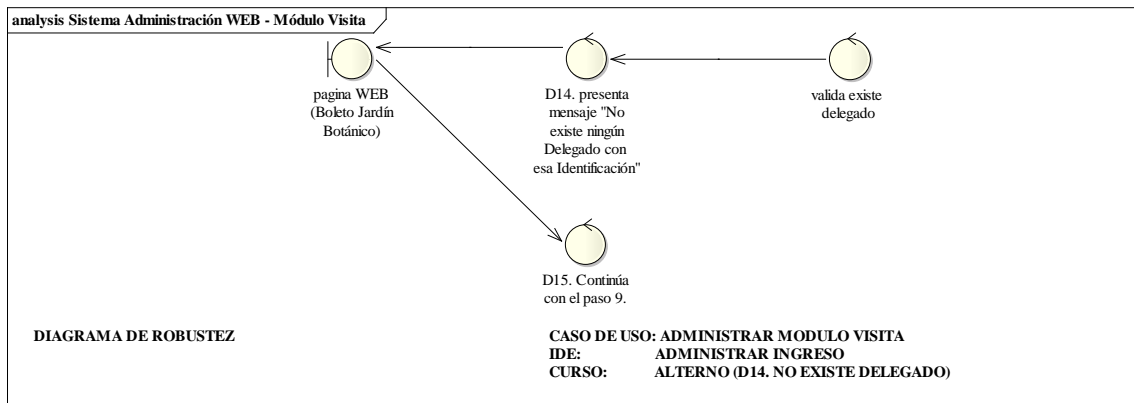 analysis Sistema Administración WEB - Módulo Visita
pagina WEB
(Boleto Jardín
Botánico)
D14. presenta
mensaje "No
existe ningún
Delegado con
esa Identificación"
valida existe
delegado
D15. Continúa
con el paso 9.
DIAGRAMA DE ROBUSTEZ
CASO DE USO: ADMINISTRAR MODULO VISITA
IDE: ADMINISTRAR INGRESO
CURSO: ALTERNO (D14. NO EXISTE DELEGADO)